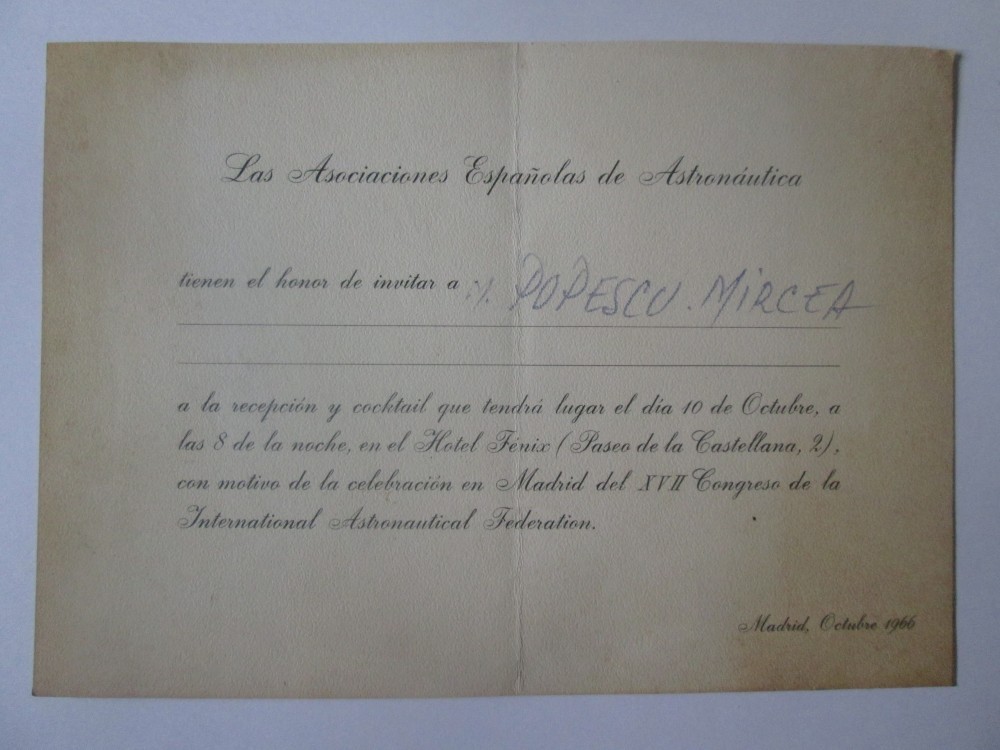 Las Asociaciones Españolas de Astronáutica
tienen el honor de invitar a POPESCU. MIRCEA
a la recepción y cocktail que tendrá lugar el día 10 de Octubre, a
las 8 de la noche, en el Hotel Fénix (Paseo de la Castellana, 2),
con motivo de la celebración en Madrid del XVII Congreso de la
International Astronautical Federation.
Madrid, Octubre 1966